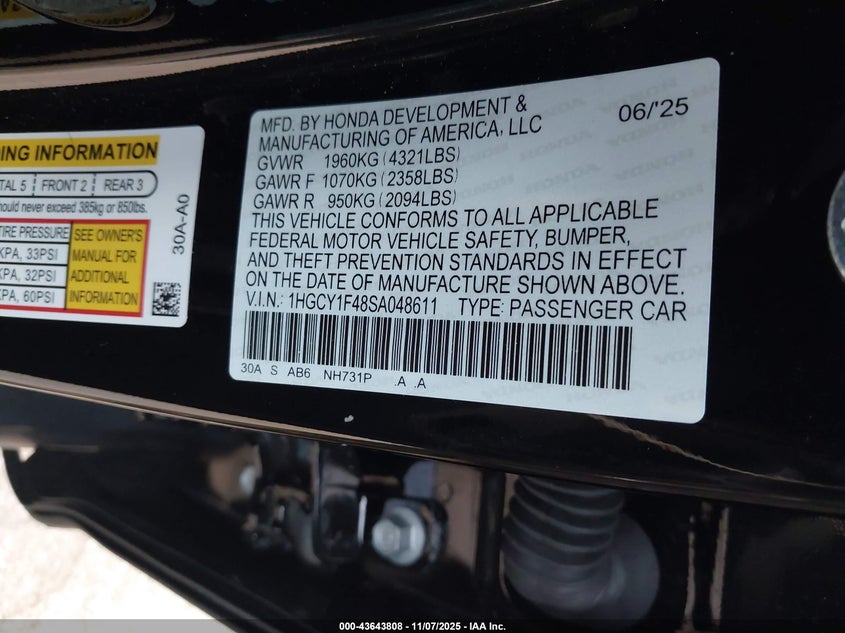 DING INFORMATION
TAL 5 FRONT 2 REAR 3
ould never exceed 385kg or 850lbs.
TIRE PRESSURE
KPA, 33PSI
KPA, 32PSI
KPA, 60PSI
SEE OWNER'S
MANUAL FOR
ADDITIONAL
INFORMATION
30A-A0
MFD. BY HONDA DEVELOPMENT &
MANUFACTURING OF AMERICA, LLC
06/'25
GVWR 1960KG (4321LBS)
GAWR F 1070KG (2358LBS)
GAWR R 950KG (2094LBS)
THIS VEHICLE CONFORMS TO ALL APPLICABLE
FEDERAL MOTOR VEHICLE SAFETY, BUMPER,
AND THEFT PREVENTION STANDARDS IN EFFECT
ON THE DATE OF MANUFACTURE SHOWN ABOVE.
V.I.N.: 1HGCY1F48SA048611 TYPE: PASSENGER CAR
30A S AB6 NH731P .A .A
000-43643808 - 11/07/2025 - IAA Inc.